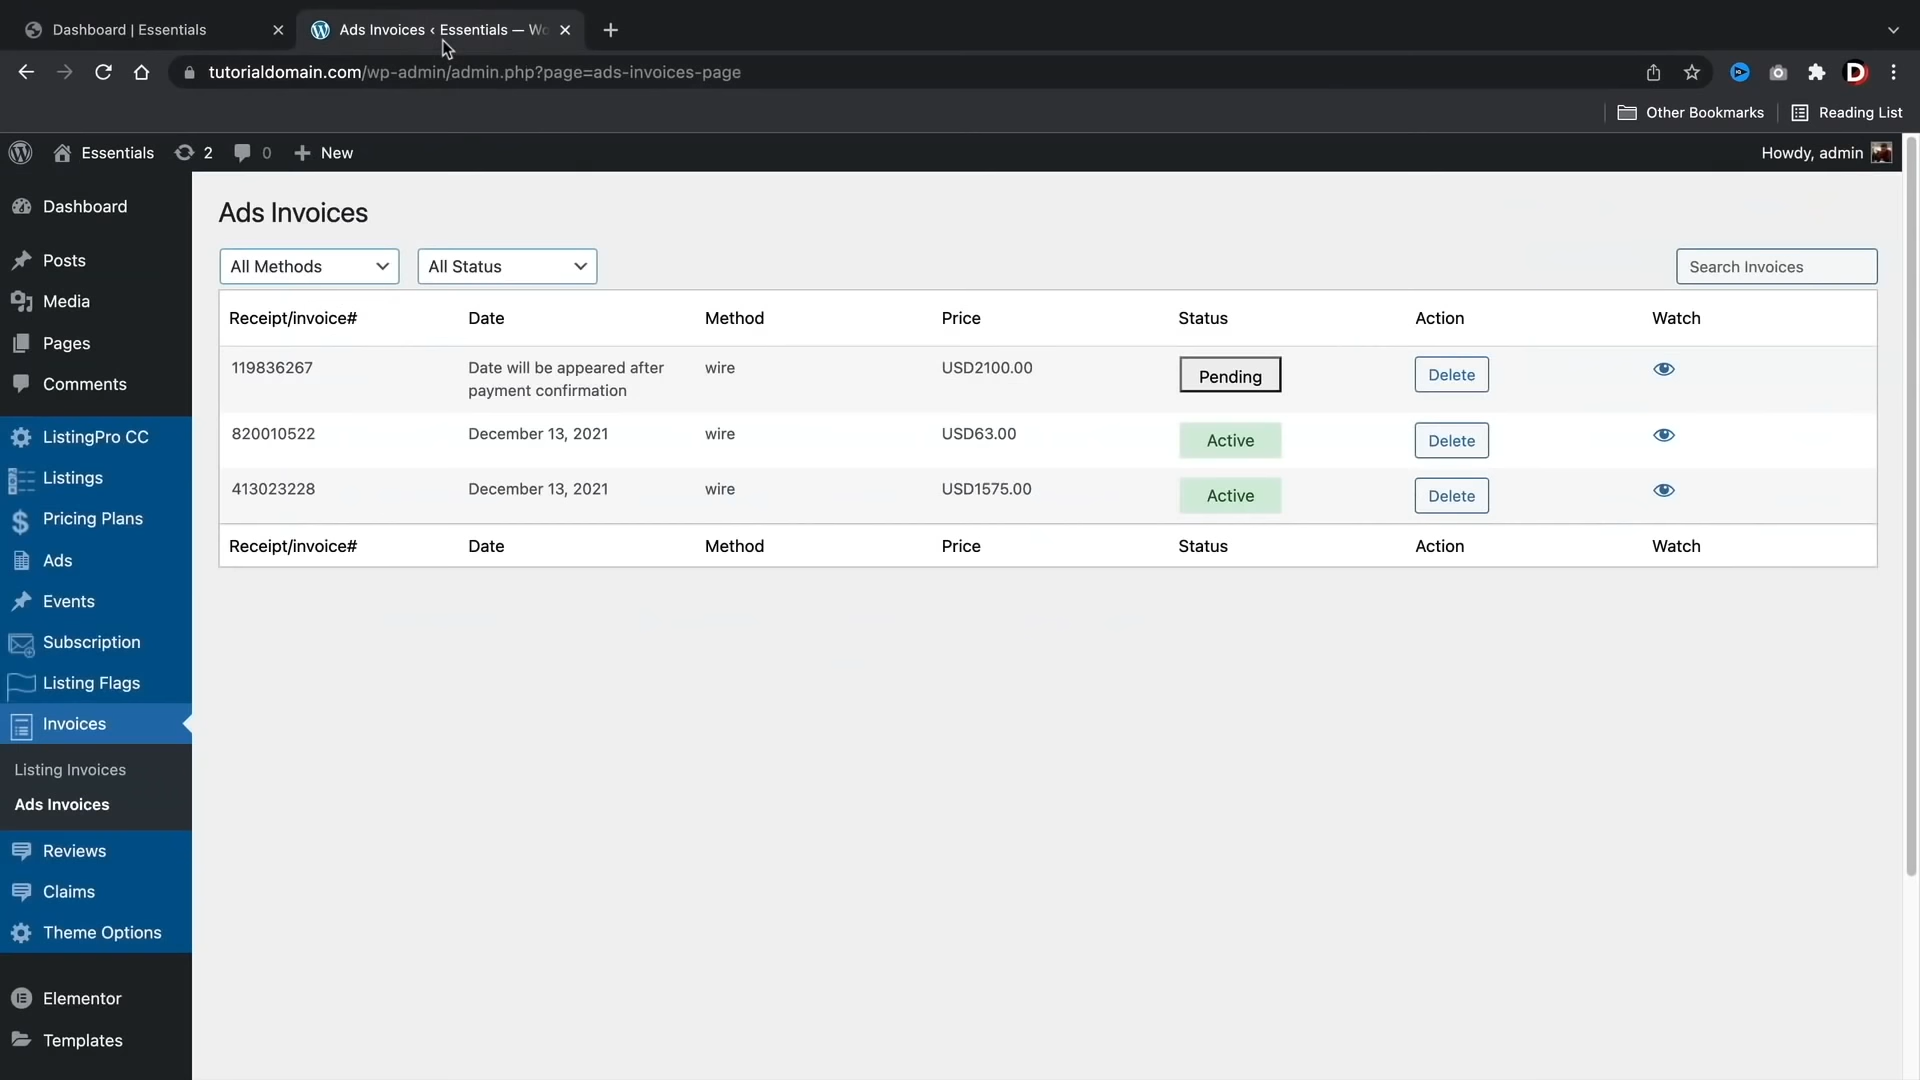 Dashboard | Essentials
Ads Invoices ‹ Essentials — Wo
tutorialdomain.com/wp-admin/admin.php?page=ads-invoices-page
Other Bookmarks
Reading List
Essentials
2
0
New
Howdy, admin
Dashboard
Posts
Media
Pages
Comments
ListingPro CC
Listings
Pricing Plans
Ads
Events
Subscription
Listing Flags
Invoices
Listing Invoices
Ads Invoices
Reviews
Claims
Theme Options
Elementor
Templates
Ads Invoices
All Methods
All Status
Search Invoices
Receipt/invoice# Date Method Price Status Action Watch
119836267 Date will be appeared after wire USD2100.00 Pending Delete
payment confirmation
820010522 December 13, 2021 wire USD63.00 Active Delete
413023228 December 13, 2021 wire USD1575.00 Active Delete
Receipt/invoice# Date Method Price Status Action Watch